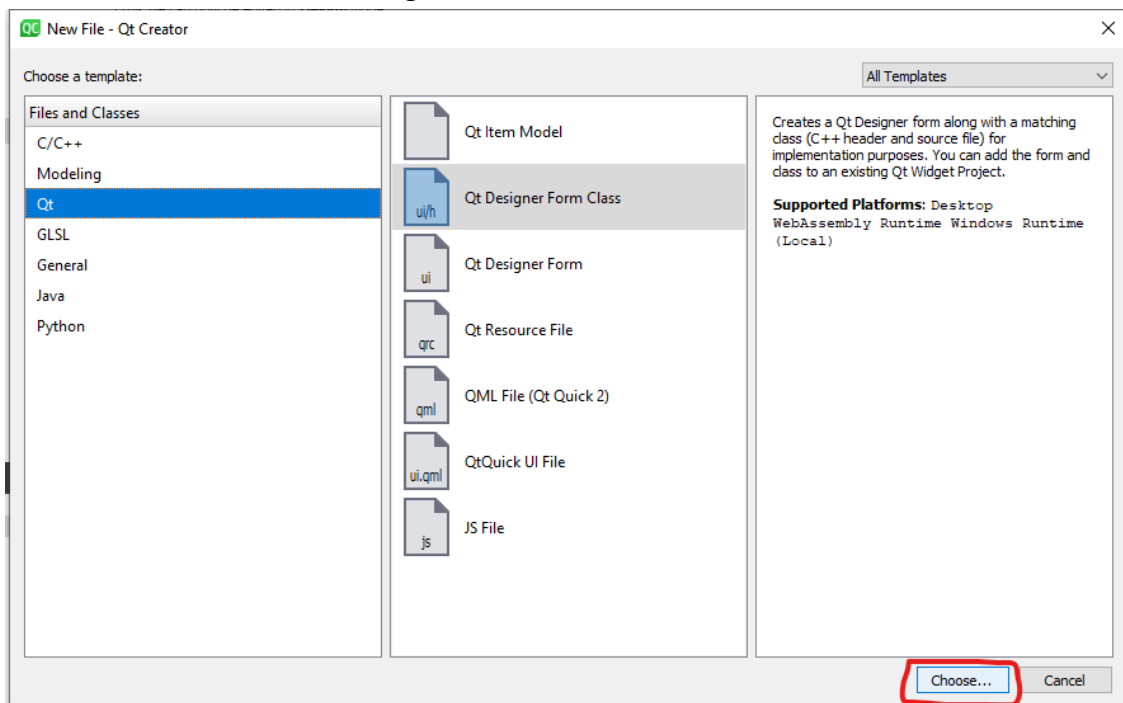 QC New File - Qt Creator
Choose a template:
All Templates
Files and Classes
C/C++
Modeling
Qt
GLSL
General
Java
Python
Qt Item Model
ui/h
Qt Designer Form Class
ui
Qt Designer Form
qrc
Qt Resource File
qml
QML File (Qt Quick 2)
ui.qml
QtQuick UI File
js
JS File
Creates a Qt Designer form along with a matching
class (C++ header and source file) for
implementation purposes. You can add the form and
class to an existing Qt Widget Project.
Supported Platforms: Desktop
WebAssembly Runtime Windows Runtime
(Local)
Choose...
Cancel